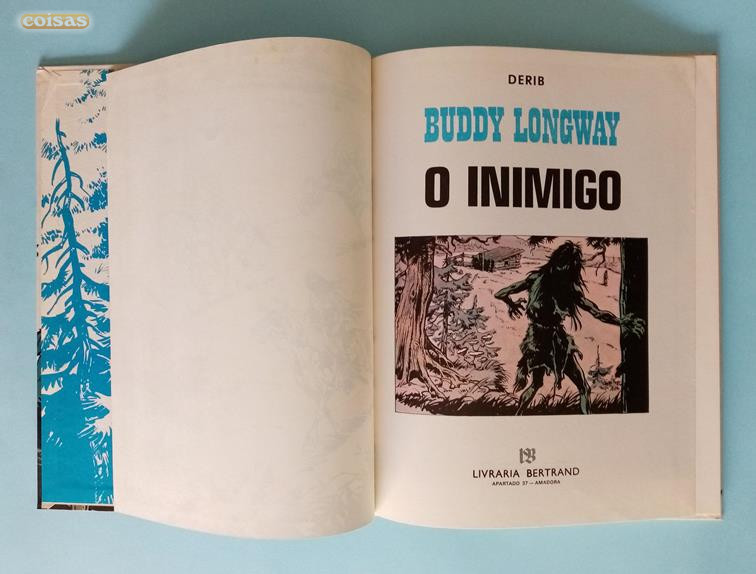 coisas
DERIB
BUDDY LONGWAY
O INIMIGO
LIVRARIA BERTRAND
APARTADO 37 — AMADORA